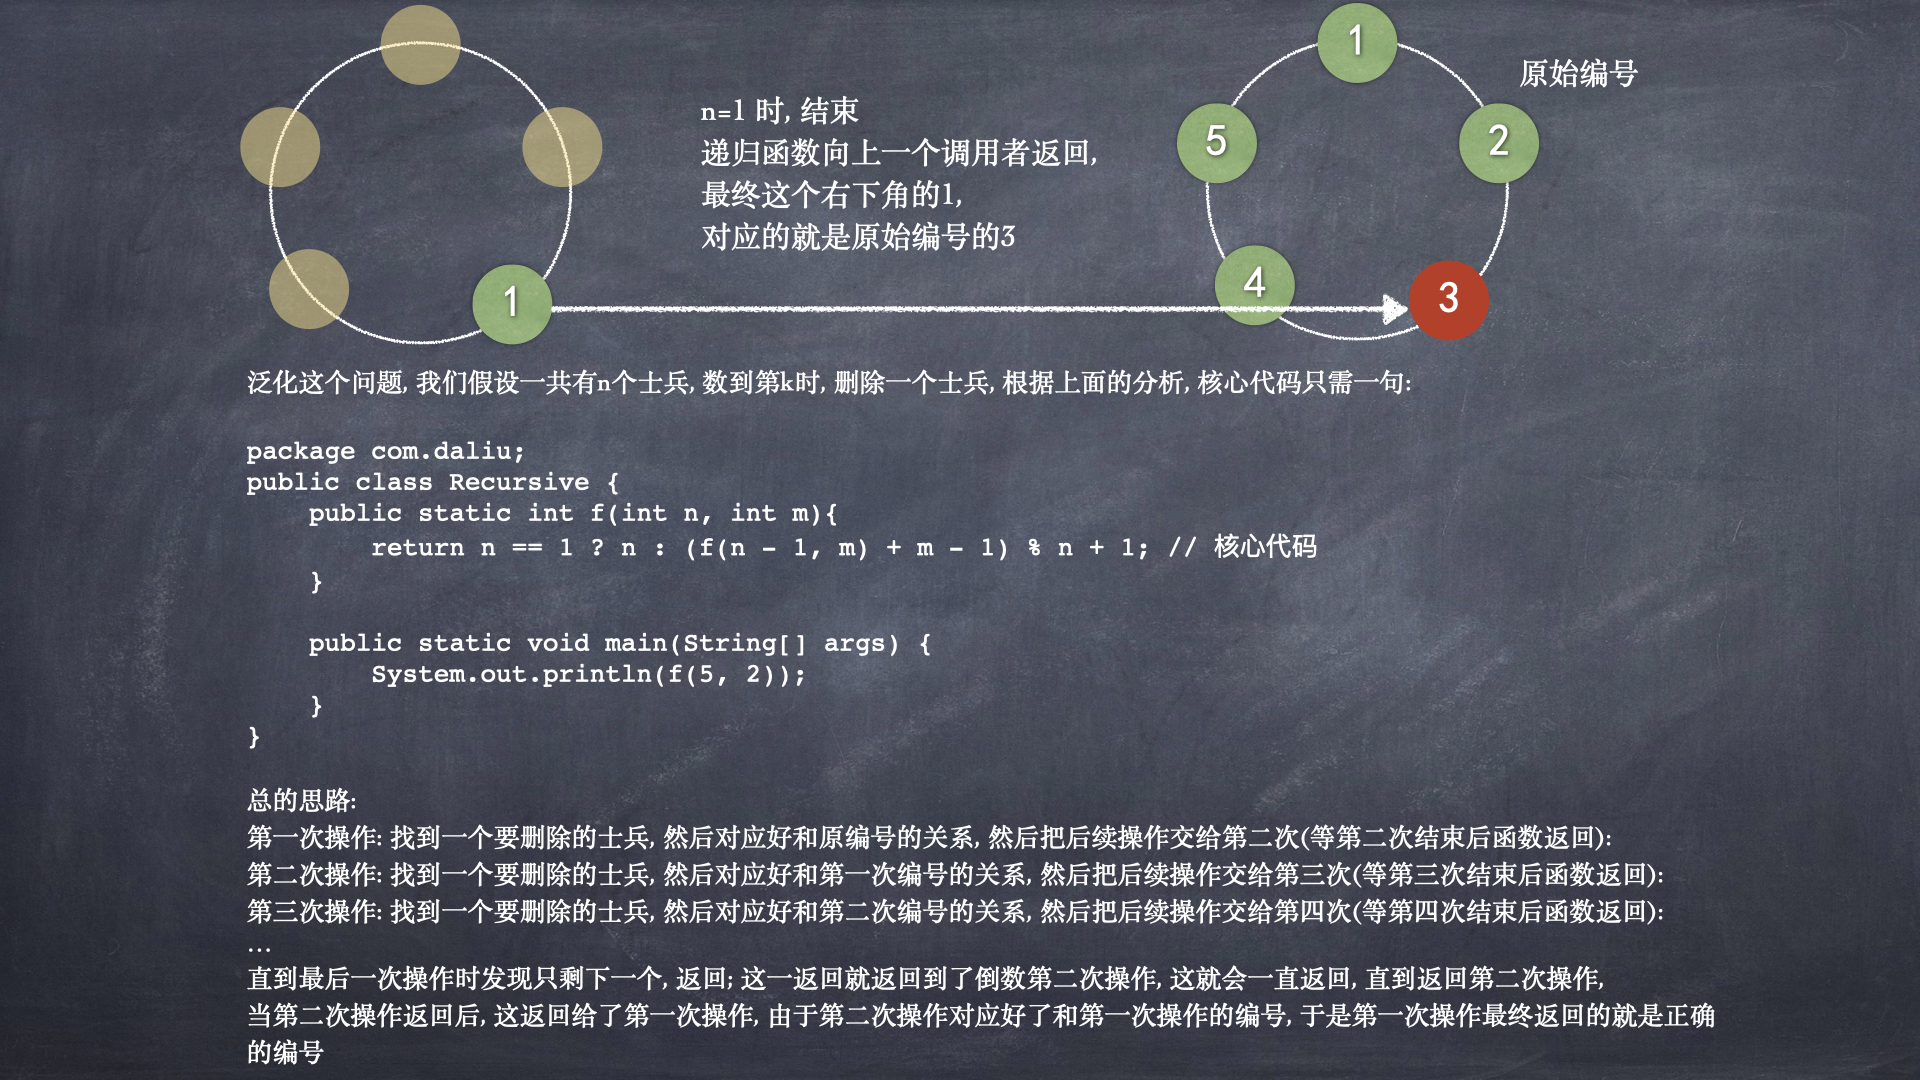 1
n=1 时, 结束
递归函数向上一个调用者返回,
最终这个右下角的1,
对应的就是原始编号的3
原始编号
1
2
3
4
5
泛化这个问题, 我们假设一共有n个士兵, 数到第k时, 删除一个士兵, 根据上面的分析, 核心代码只需一句:
package com.daliu;
public class Recursive {
    public static int f(int n, int m){
        return n == 1 ? n : (f(n - 1, m) + m - 1) % n + 1; // 核心代码
    }
    public static void main(String[] args) {
        System.out.println(f(5, 2));
    }
}
总的思路:
第一次操作: 找到一个要删除的士兵, 然后对应好和原编号的关系, 然后把后续操作交给第二次(等第二次结束后函数返回):
第二次操作: 找到一个要删除的士兵, 然后对应好和第一次编号的关系, 然后把后续操作交给第三次(等第三次结束后函数返回):
第三次操作: 找到一个要删除的士兵, 然后对应好和第二次编号的关系, 然后把后续操作交给第四次(等第四次结束后函数返回):
…
直到最后一次操作时发现只剩下一个, 返回; 这一返回就返回到了倒数第二次操作, 这就会一直返回, 直到返回第二次操作,
当第二次操作返回后, 这返回给了第一次操作, 由于第二次操作对应好了和第一次操作的编号, 于是第一次操作最终返回的就是正确
的编号